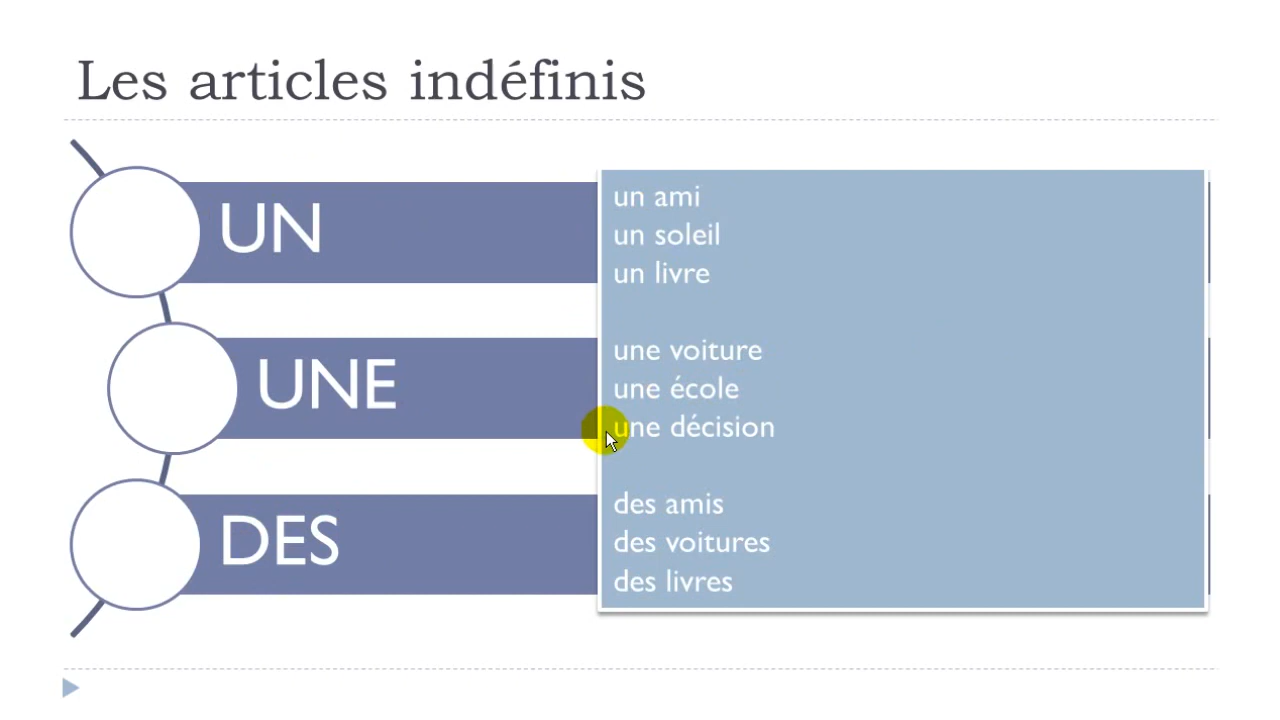 Les articles indéfinis
UN
un ami
un soleil
un livre
UNE
une voiture
une école
une décision
DES
des amis
des voitures
des livres